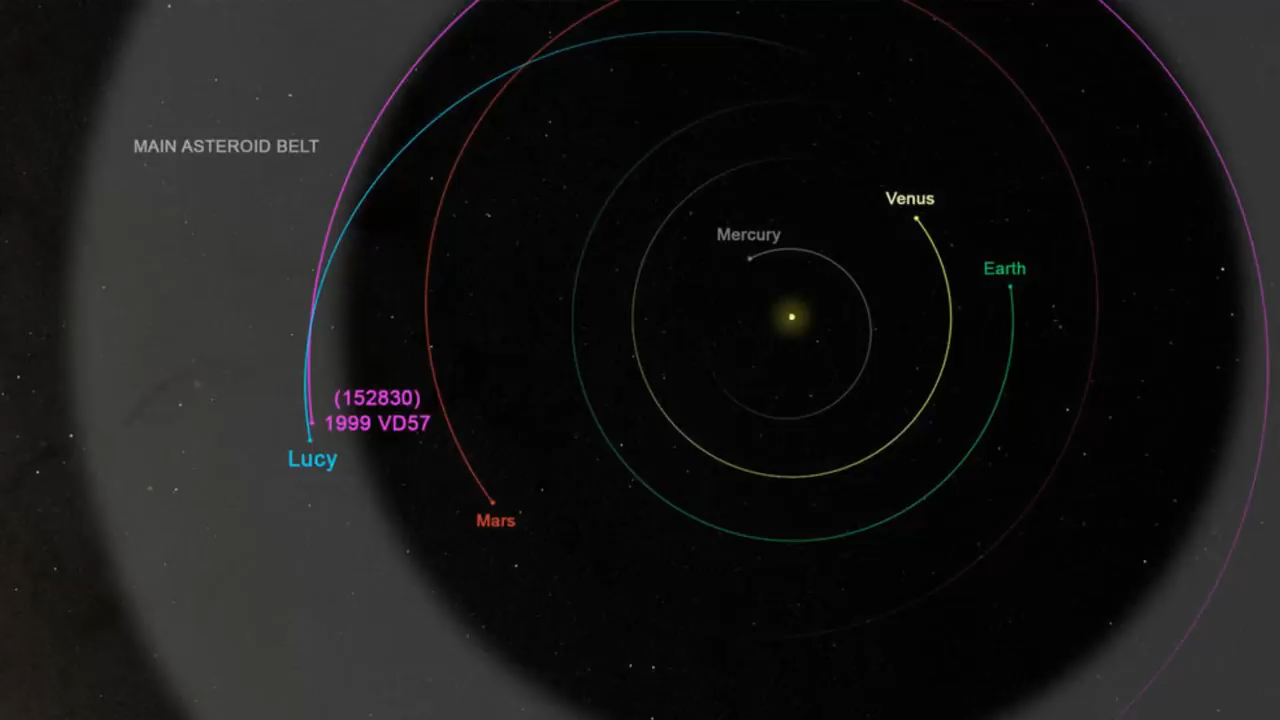 MAIN ASTEROID BELT
Venus
Mercury
Earth
(152830)
1999 VD57
Lucy
Mars